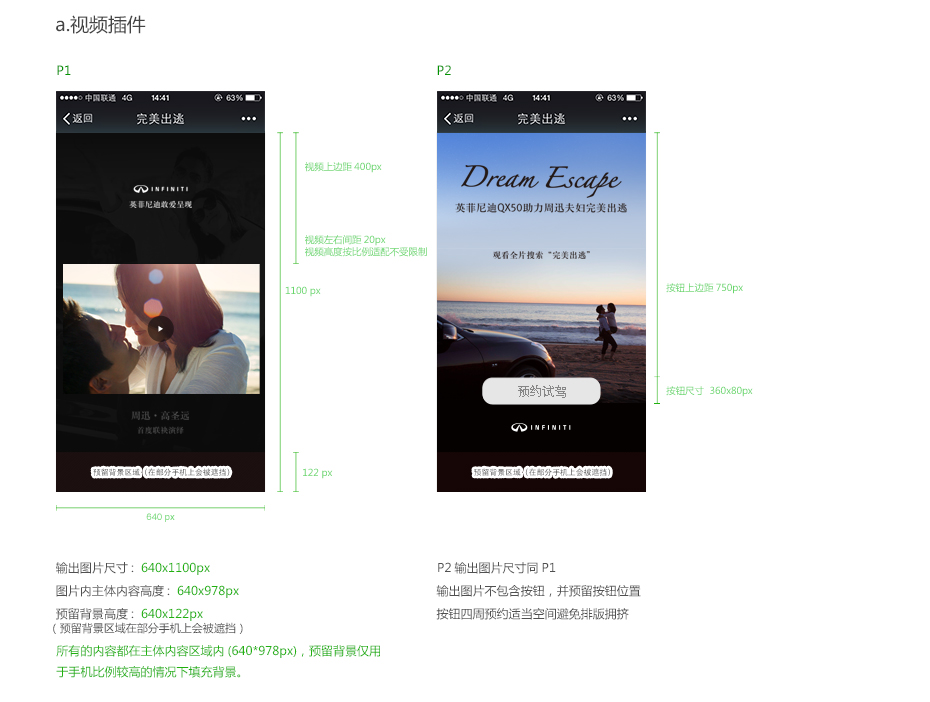 a.视频插件
P1
P2
中国联通 4G 14:41 63%
返回 完美出逃
INFINITI
英菲尼迪敢爱呈现
周迅·高圣远
首度联袂演绎
预留背景区域(在部分手机上会被遮挡)
视频上边距 400px
视频左右间距 20px
视频高度按比例适配不受限制
1100 px
122 px
640 px
中国联通 4G 14:41 63%
返回 完美出逃
Dream Escape
英菲尼迪QX50助力周迅夫妇完美出逃
观看全片搜索“完美出逃”
预约试驾
INFINITI
预留背景区域(在部分手机上会被遮挡)
按钮上边距 750px
按钮尺寸 360x80px
输出图片尺寸：640x1100px
图片内主体内容高度：640x978px
预留背景高度：640x122px
( 预留背景区域在部分手机上会被遮挡 )
所有的内容都在主体内容区域内 (640*978px)，预留背景仅用
于手机比例较高的情况下填充背景。
P2 输出图片尺寸同 P1
输出图片不包含按钮，并预留按钮位置
按钮四周预约适当空间避免排版拥挤